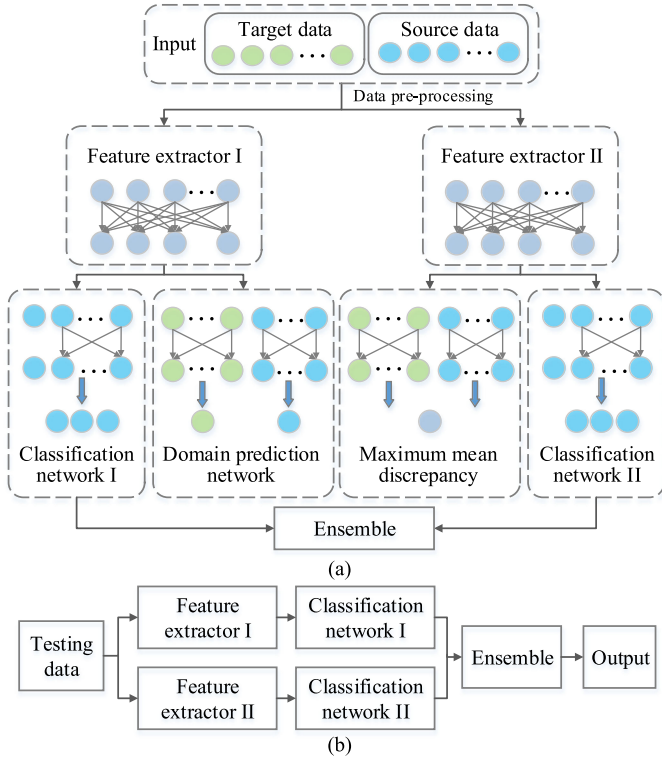 Input
Target data
Source data
Data pre-processing
Feature extractor I
Feature extractor II
Classification
network I
Domain prediction
network
Maximum mean
discrepancy
Classification
network II
Ensemble
(a)
Testing
data
Feature
extractor I
Classification
network I
Feature
extractor II
Classification
network II
Ensemble
Output
(b)